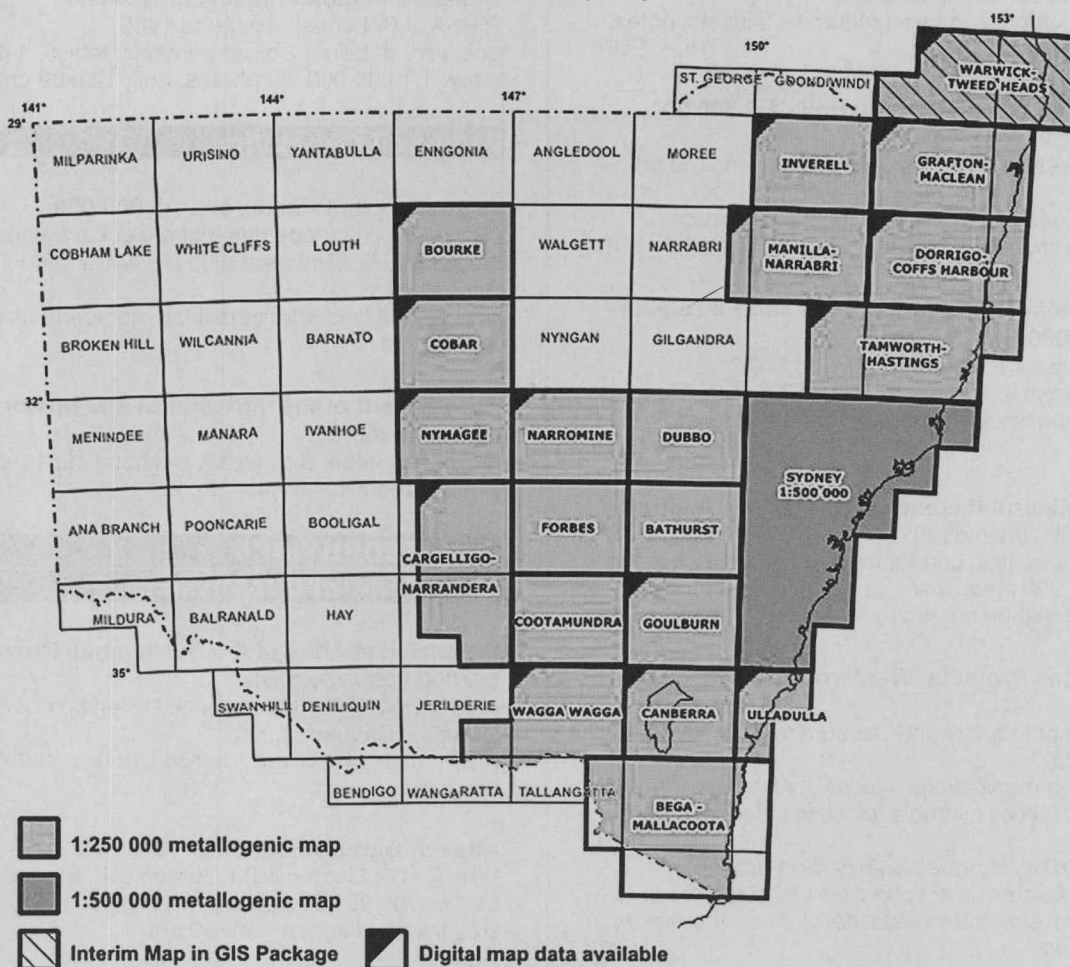 153°
150°
WARWICK-
TWEED HEADS
ST. GEORGE
GOONDIWINDI
147°
144°
141°
29°
MILPARINKA
URISINO
YANTABULLA
ENNGONIA
ANGLEDOOL
MOREE
INVERELL
GRAFTON-
MACLEAN
COBHAM LAKE
WHITE CLIFFS
LOUTH
BOURKE
WALGETT
NARRABRI
MANILLA-
NARRABRI
DORRIGO-
COFFS HARBOUR
BROKEN HILL
WILCANNIA
BARNATO
COBAR
NYNGAN
GILGANDRA
TAMWORTH-
HASTINGS
32°
MENINDEE
MANARA
IVANHOE
NYMAGEE
NARROMINE
DUBBO
SYDNEY
1:500 000
ANA BRANCH
POONCARIE
BOOLIGAL
CARGELLIGO-
NARRANDERA
FORBES
BATHURST
MILDURA
BALRANALD
HAY
COOTAMUNDRA
GOULBURN
35°
SWANHILL
DENILIQUIN
JERILDERIE
WAGGA WAGGA
CANBERRA
ULLADULLA
BENDIGO
WANGARATTA
TALLANGATTA
BEGA -
MALLACOOTA
1:250 000 metallogenic map
1:500 000 metallogenic map
Interim Map in GIS Package
Digital map data available